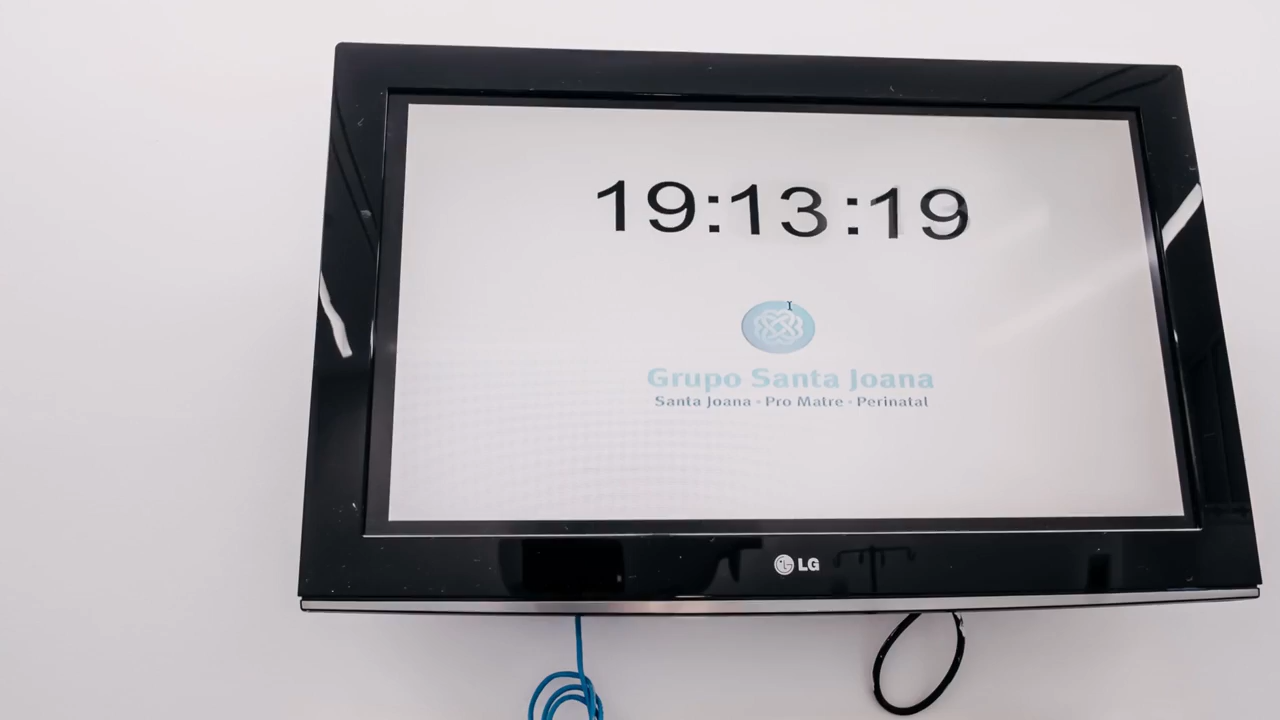 19:13:19
Grupo Santa Joana
Santa Joana • Pro Matre • Perinatal
LG